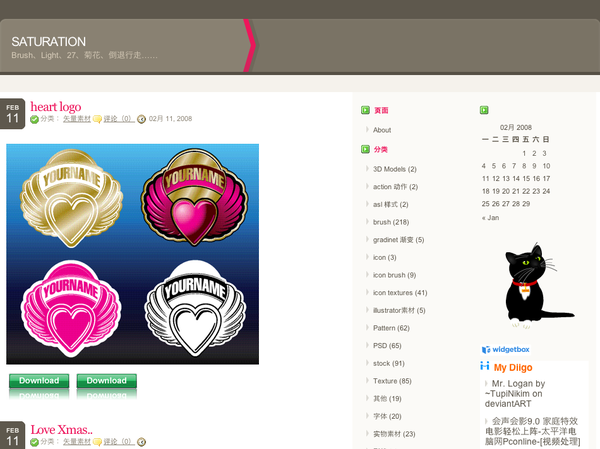 SATURATION
Brush、Light、27、菊花、倒退行走……
FEB
11
heart logo
分类： 矢量素材 评论（0） 02月 11, 2008
YOURNAME
YOURNAME
YOURNAME
YOURNAME
Download
Download
FEB
11
Love Xmas..
分类： 矢量素材 评论（0）
页面
About
分类
3D Models (2)
action 动作 (2)
asl 样式 (2)
brush (218)
gradinet 渐变 (5)
icon (3)
icon brush (9)
icon textures (41)
illustrator素材 (5)
Pattern (62)
PSD (65)
stock (91)
Texture (85)
其他 (19)
字体 (20)
实物素材 (23)
02月 2008
一 二 三 四 五 六 日
1 2 3
4 5 6 7 8 9 10
11 12 13 14 15 16 17
18 19 20 21 22 23 24
25 26 27 28 29
« Jan
widgetbox
My Diigo
Mr. Logan by
~TupiNikim on
deviantART
会声会影9.0 家庭特效
电影轻松上阵-太平洋电
脑网Pconline-[视频处理]